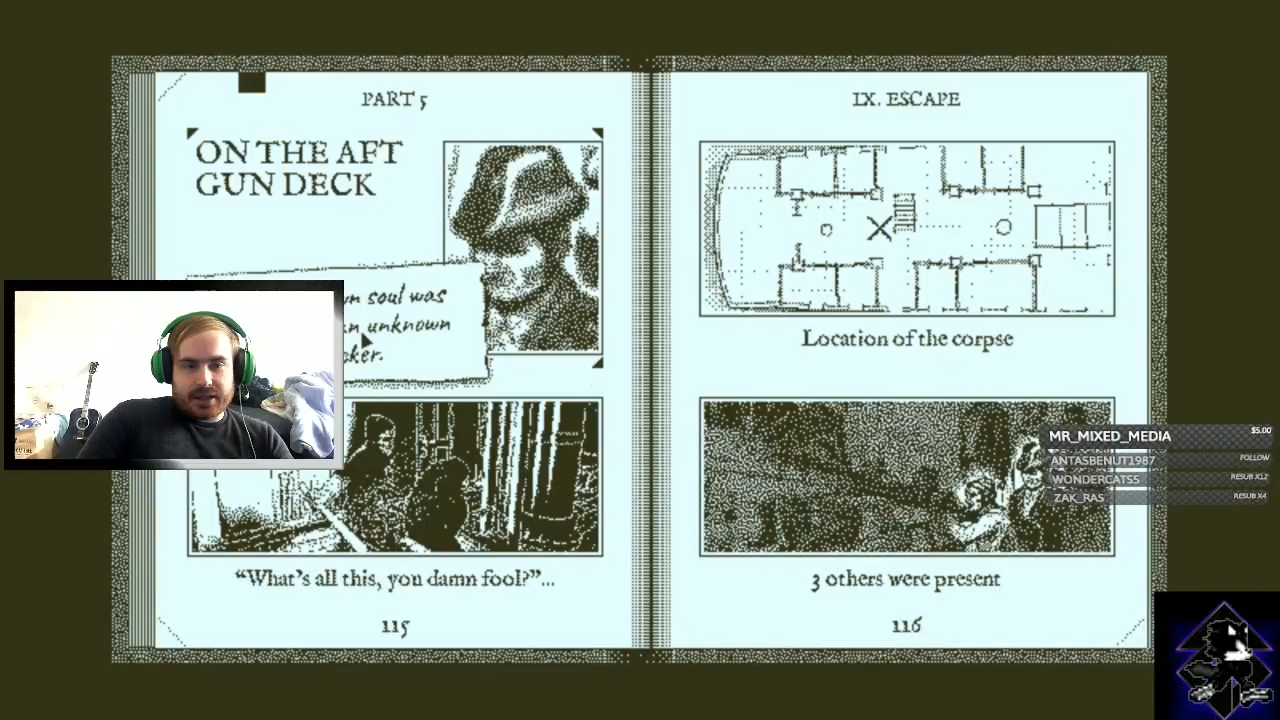 PART 5
ON THE AFT
GUN DECK
soul was
unknown
"What's all this, you damn fool?"...
115
IX. ESCAPE
Location of the corpse
3 others were present
116
MR_MIXED_MEDIA $5.00
ANTASBENUT1987 FOLLOW
WONDERCATS5 RESUB X12
ZAK_RAS RESUB X4